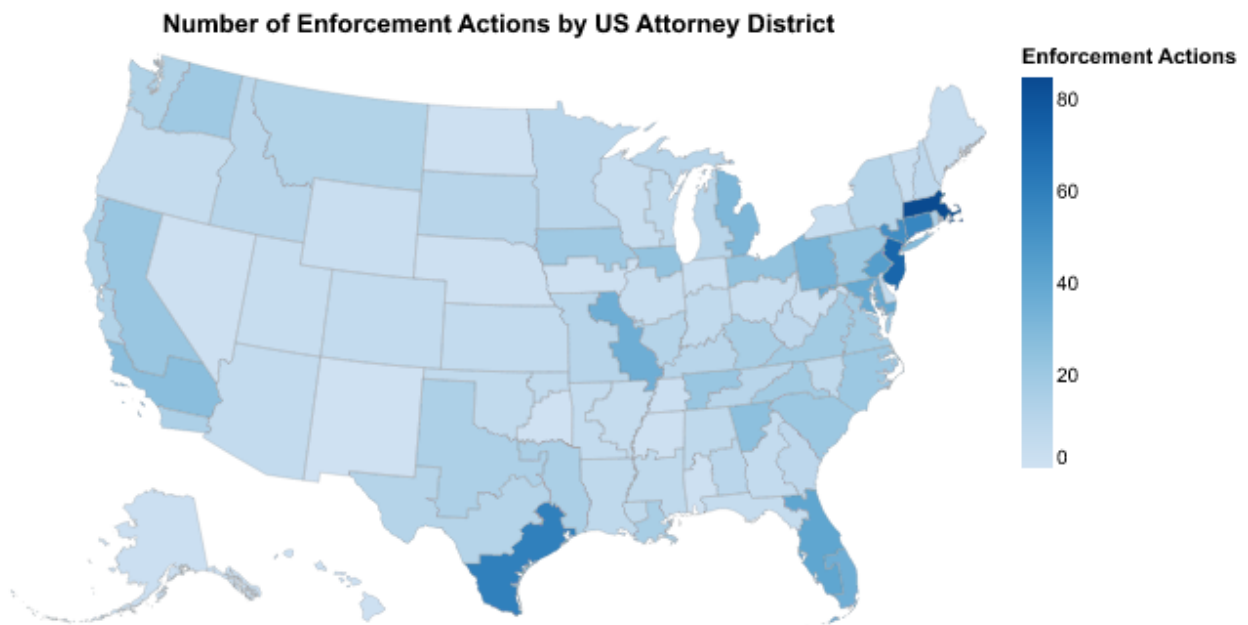 Number of Enforcement Actions by US Attorney District
Enforcement Actions
80
60
40
20
0